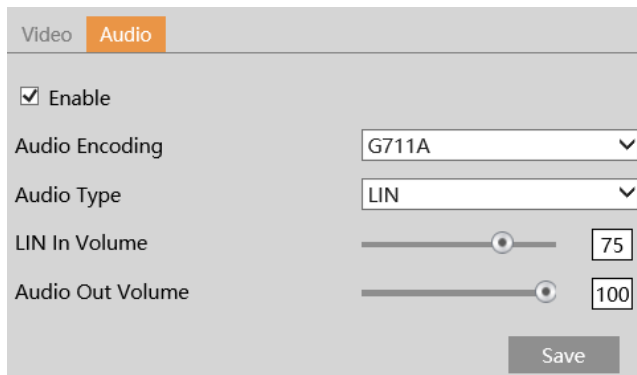 Video Audio
Enable
Audio Encoding G711A
Audio Type LIN
LIN In Volume 75
Audio Out Volume 100
Save